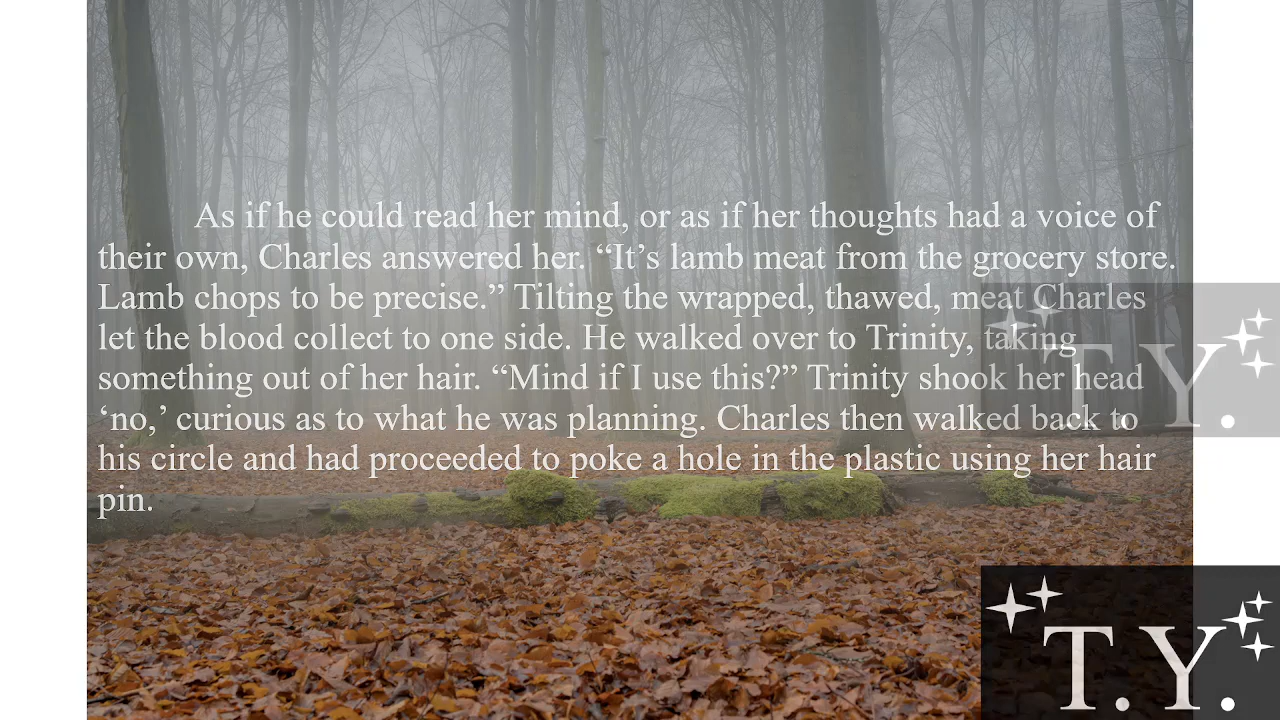 As if he could read her mind, or as if her thoughts had a voice of
their own, Charles answered her. “It’s lamb meat from the grocery store.
Lamb chops to be precise.” Tilting the wrapped, thawed, meat Charles
let the blood collect to one side. He walked over to Trinity, taking
something out of her hair. “Mind if I use this?” Trinity shook her head
‘no,’ curious as to what he was planning. Charles then walked back to
his circle and had proceeded to poke a hole in the plastic using her hair
pin.
T.Y.
T.Y.